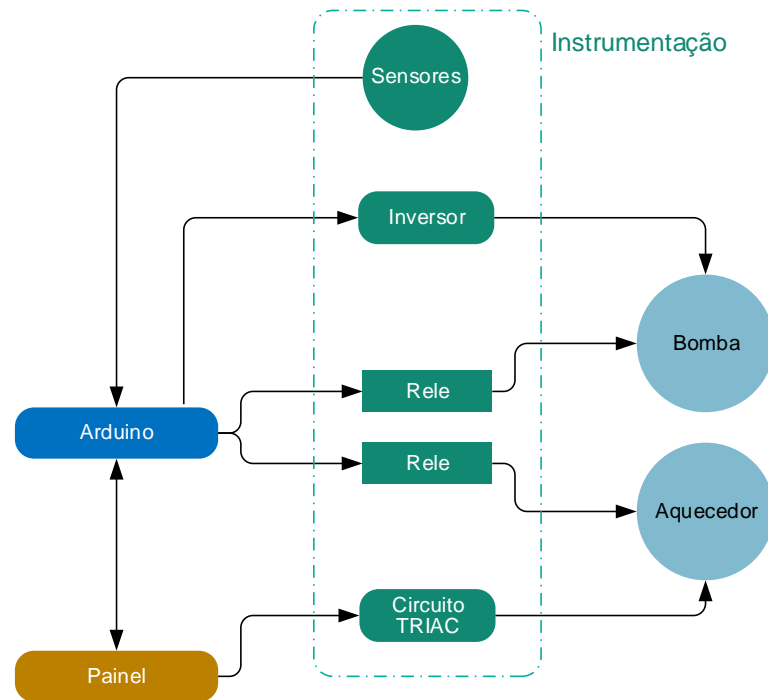 Instrumentação
Sensores
Inversor
Bomba
Rele
Arduino
Rele
Aquecedor
Circuito
TRIAC
Painel